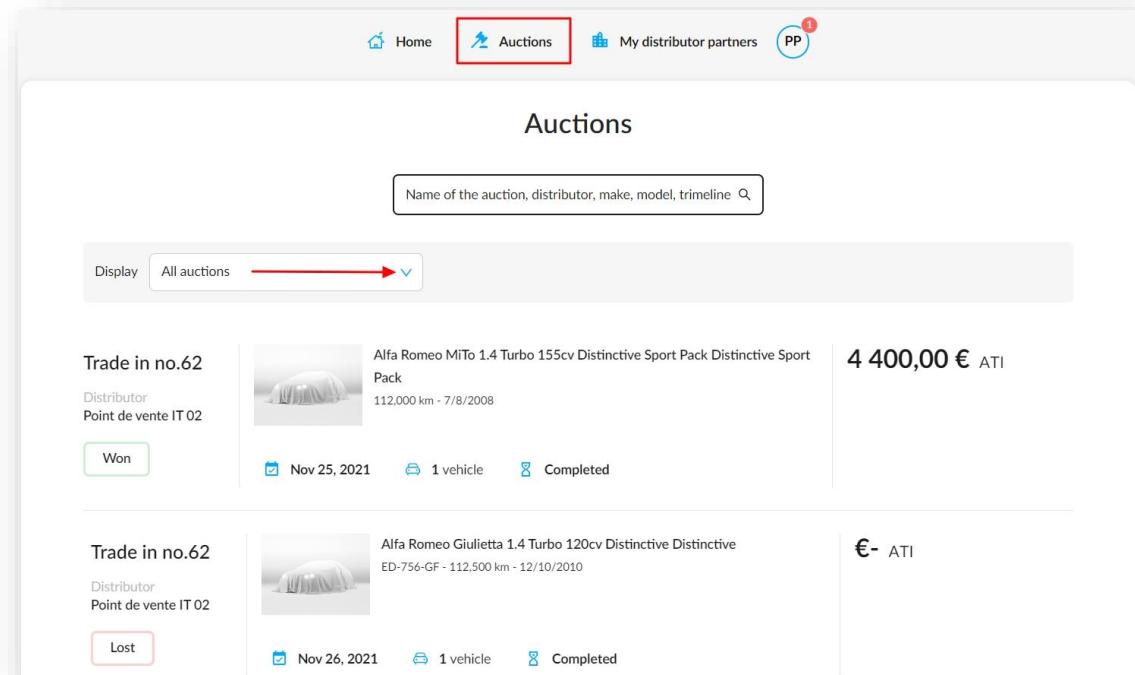 Home Auctions My distributor partners PP 1
Auctions
Name of the auction, distributor, make, model, trimeline
Display All auctions
Trade in no.62
Distributor
Point de vente IT 02
Won
Alfa Romeo MiTo 1.4 Turbo 155cv Distinctive Sport Pack Distinctive Sport
Pack
112,000 km - 7/8/2008
Nov 25, 2021 1 vehicle Completed
4 400,00 € ATI
Trade in no.62
Distributor
Point de vente IT 02
Lost
Alfa Romeo Giulietta 1.4 Turbo 120cv Distinctive Distinctive
ED-756-GF - 112,500 km - 12/10/2010
Nov 26, 2021 1 vehicle Completed
€- ATI